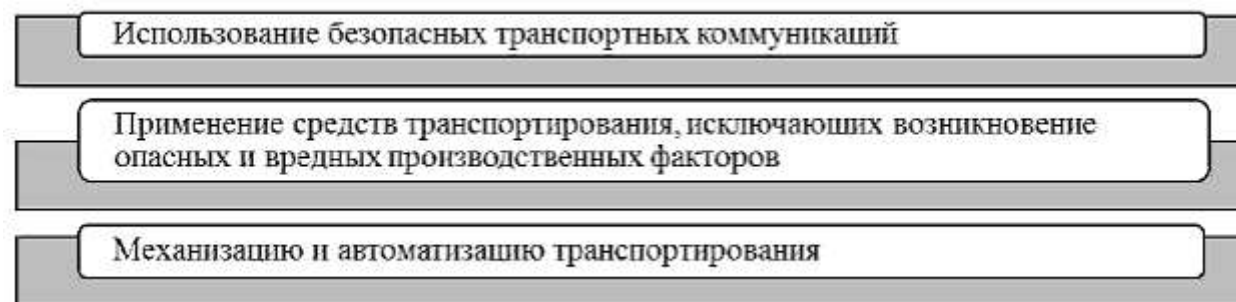 Использование безопасных транспортных коммуникаций
Применение средств транспортирования, исключающих возникновение
опасных и вредных производственных факторов
Механизацию и автоматизацию транспортирования